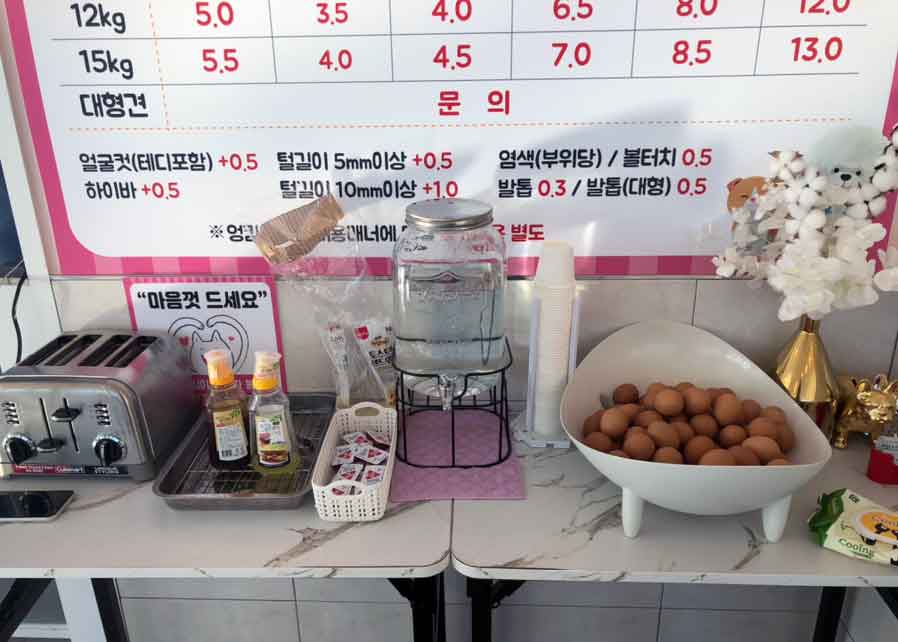 12kg 5.0 3.5 4.0 6.5 8.0 12.0
15kg 5.5 4.0 4.5 7.0 8.5 13.0
대형견 문 의
얼굴컷(테디포함) +0.5 털길이 5mm이상 +0.5 염색(부위당) / 볼터치 0.5
하이바 +0.5 털길이 10mm이상 +1.0 발톱 0.3 / 발톱(대형) 0.5
※ 엉킴 별도
"마음껏 드세요"
Cuisinart